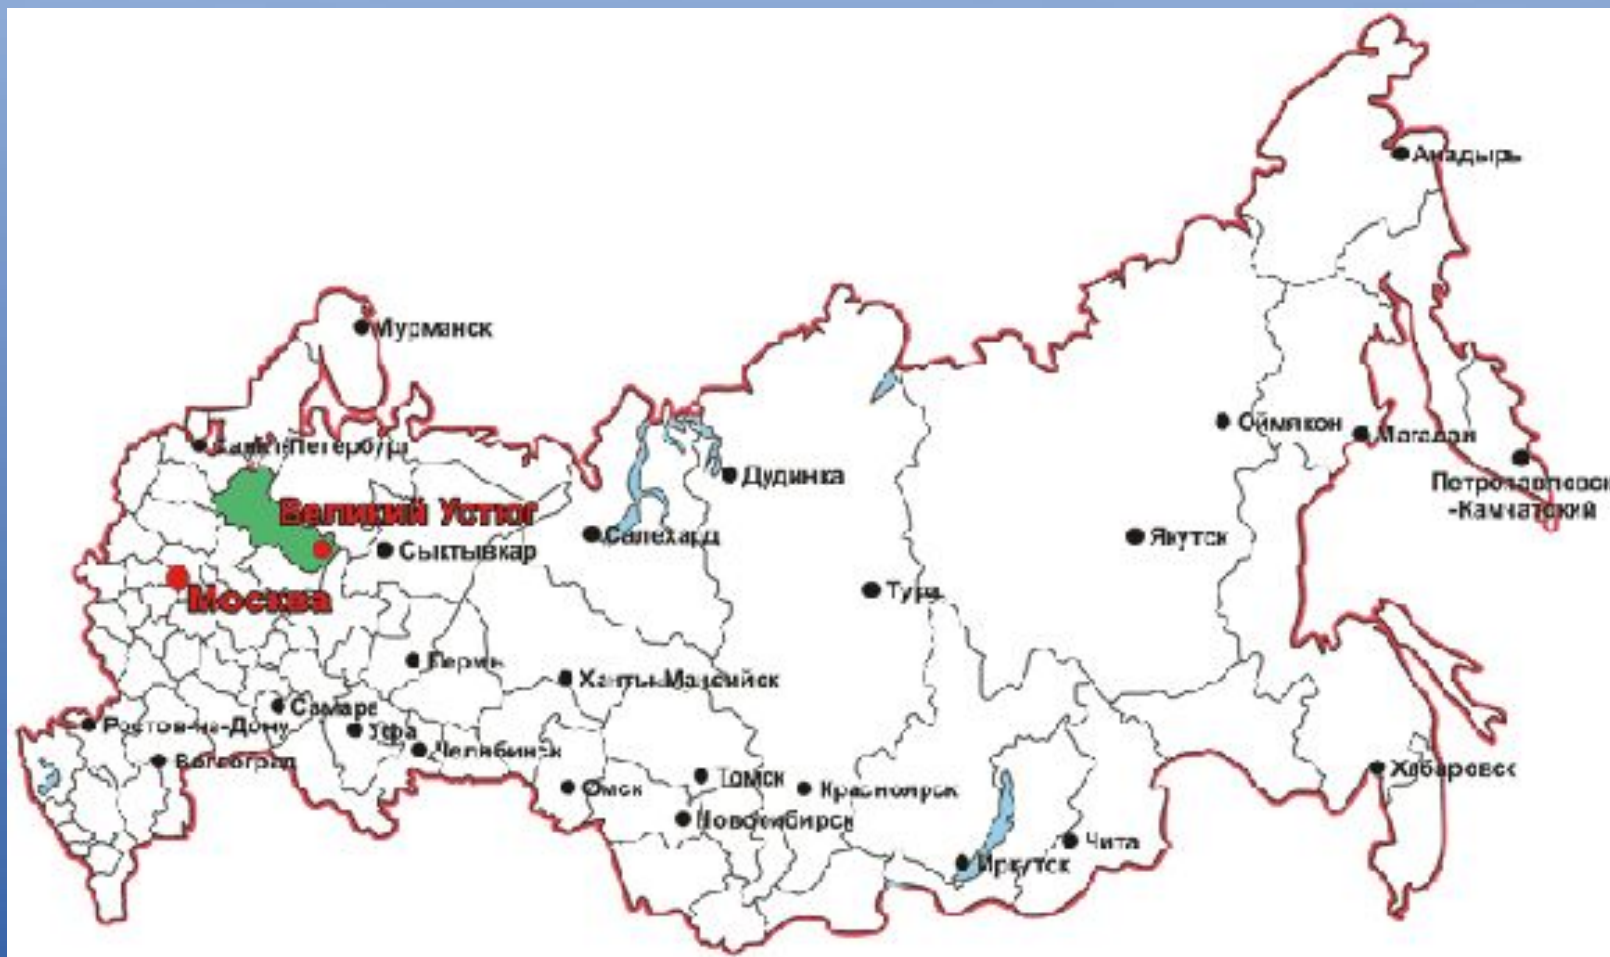 Анадырь
Мурманск
Оймякон
Магадан
Санкт-Петербург
Дудинка
Петропавловск
-Камчатский
Великий Устюг
Салехард
Якутск
Сыктывкар
Москва
Тура
Пермь
Ханты-Мансийск
Самара
Ростов-на-Дону
Уфа
Челябинск
Волгоград
Хабаровск
Омск
Томск
Красноярск
Новосибирск
Чита
Иркутск